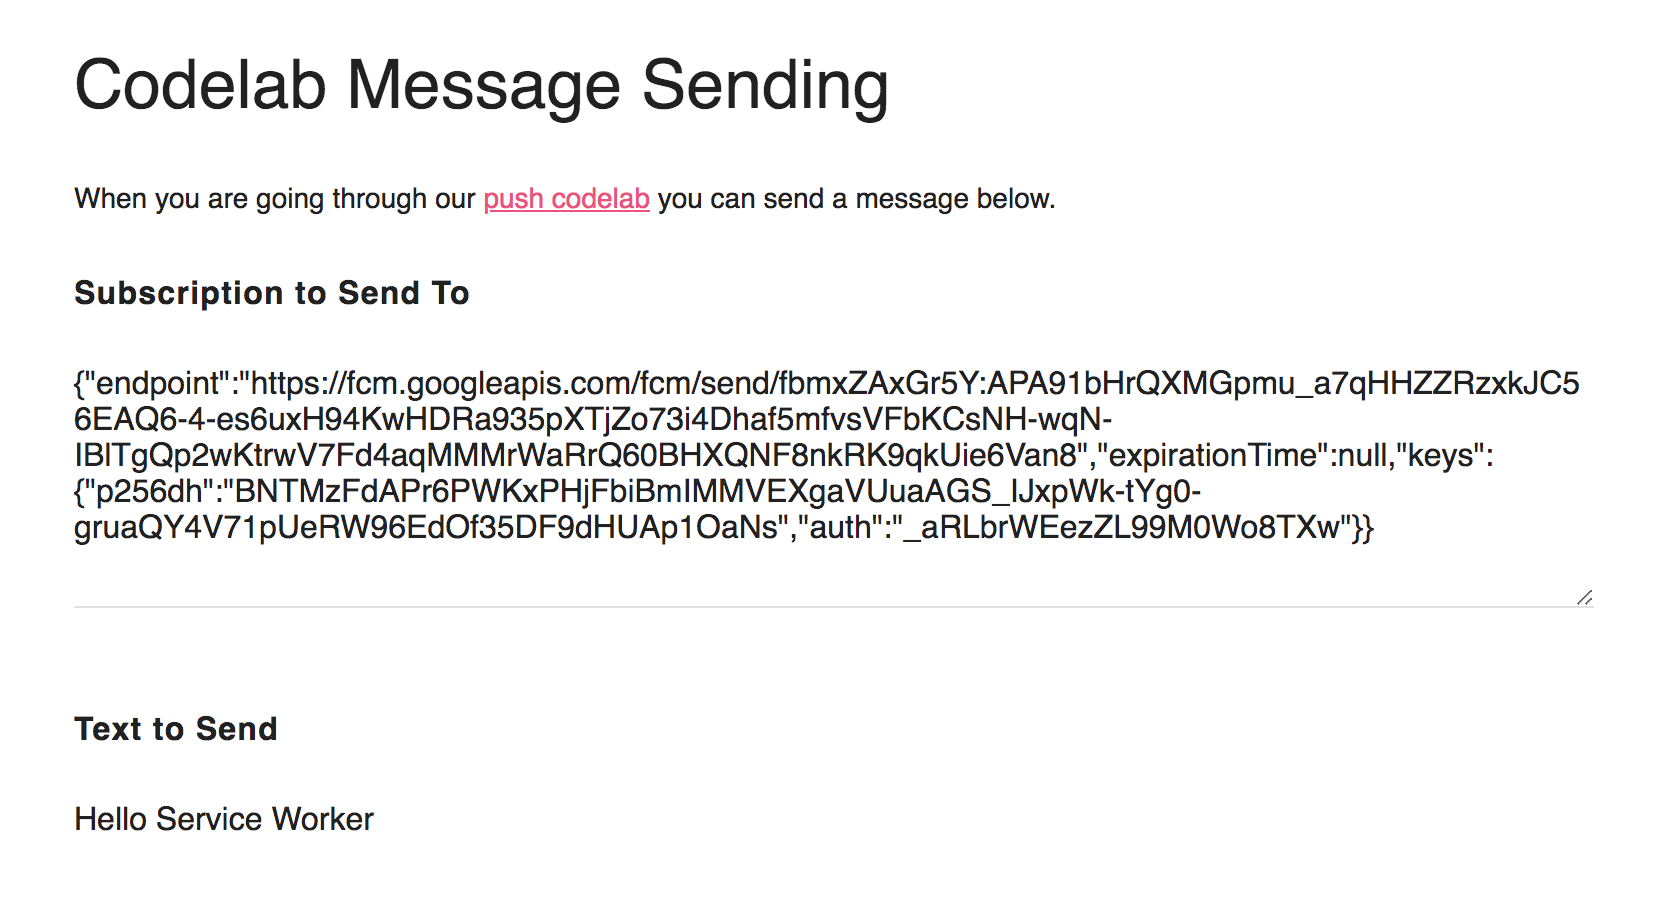 Codelab Message Sending
When you are going through our push codelab you can send a message below.
Subscription to Send To
{"endpoint":"https://fcm.googleapis.com/fcm/send/fbmxZAxGr5Y:APA91bHrQXMGpmu_a7qHHZZRzxkJC5
6EAQ6-4-es6uxH94KwHDRa935pXTjZo73i4Dhaf5mfvsVFbKCsNH-wqN-
IBlTgQp2wKtrwV7Fd4aqMMMrWaRrQ60BHXQNF8nkRK9qkUie6Van8","expirationTime":null,"keys":
{"p256dh":"BNTMzFdAPr6PWKxPHjFbiBmIMMVEXgaVUuaAGS_lJxpWk-tYg0-
gruaQY4V71pUeRW96EdOf35DF9dHUAp1OaNs","auth":"_aRLbrWEezZL99M0Wo8TXw"}}
Text to Send
Hello Service Worker